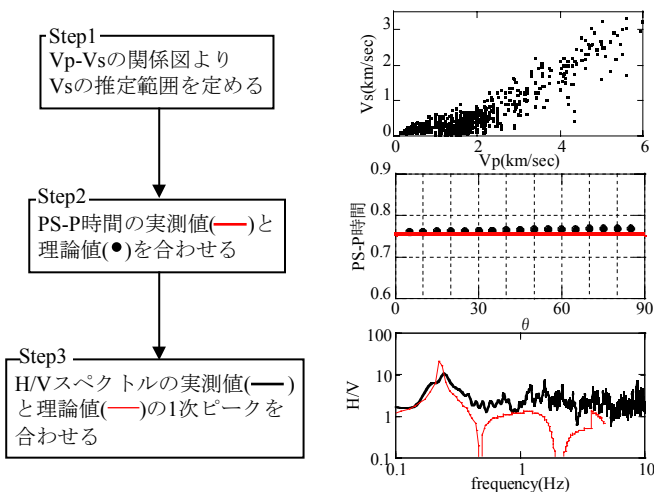 Step1
Vp-Vsの関係図より
Vsの推定範囲を定める
Step2
PS-P時間の実測値(━)と
理論値(●)を合わせる
Step3
H/Vスペクトルの実測値(━)
と理論値(─)の1次ピークを
合わせる
Vs(km/sec)
3
2
1
0
0 2 4 6
Vp(km/sec)
PS-P時間
0.9
0.8
0.7
0.6
0 30 60 90
θ
H/V
100
10
1
0.1
0.1 1 10
frequency(Hz)